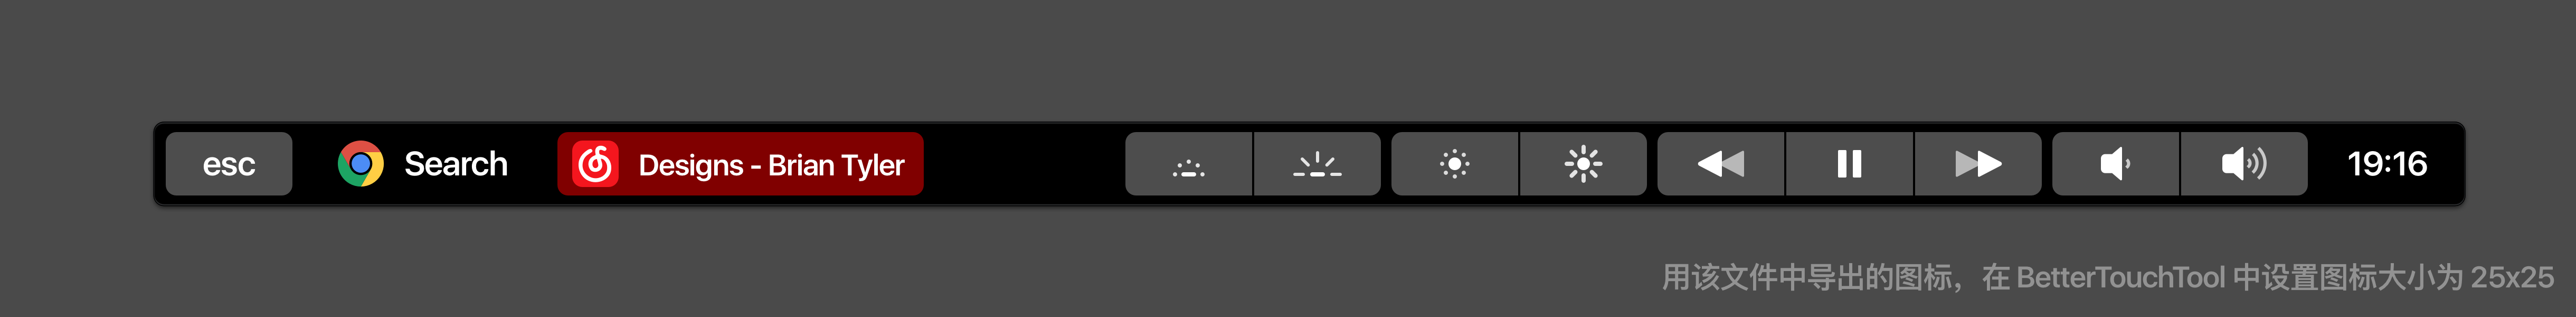 esc Search Designs - Brian Tyler 19:16
用该文件中导出的图标，在 BetterTouchTool 中设置图标大小为 25x25